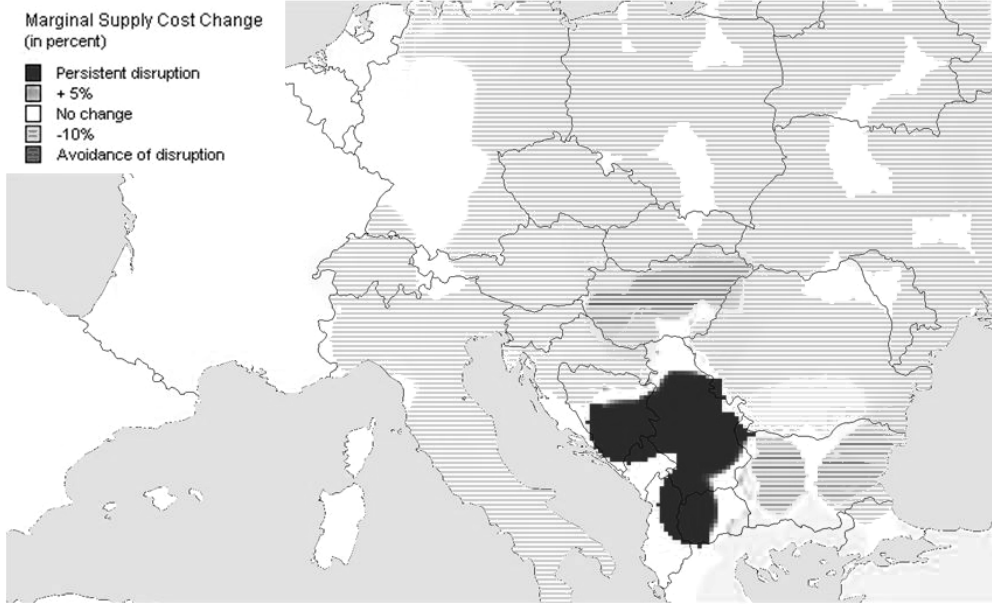 Marginal Supply Cost Change
(in percent)
Persistent disruption
+ 5%
No change
-10%
Avoidance of disruption